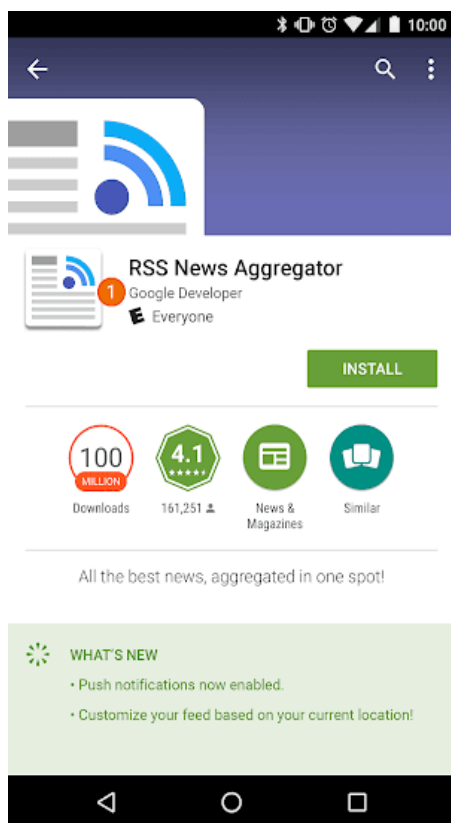 10:00
RSS News Aggregator
1
Google Developer
E Everyone
INSTALL
100
MILLION
Downloads
4.1
161,251
News &
Magazines
Similar
All the best news, aggregated in one spot!
WHAT'S NEW
• Push notifications now enabled.
• Customize your feed based on your current location!